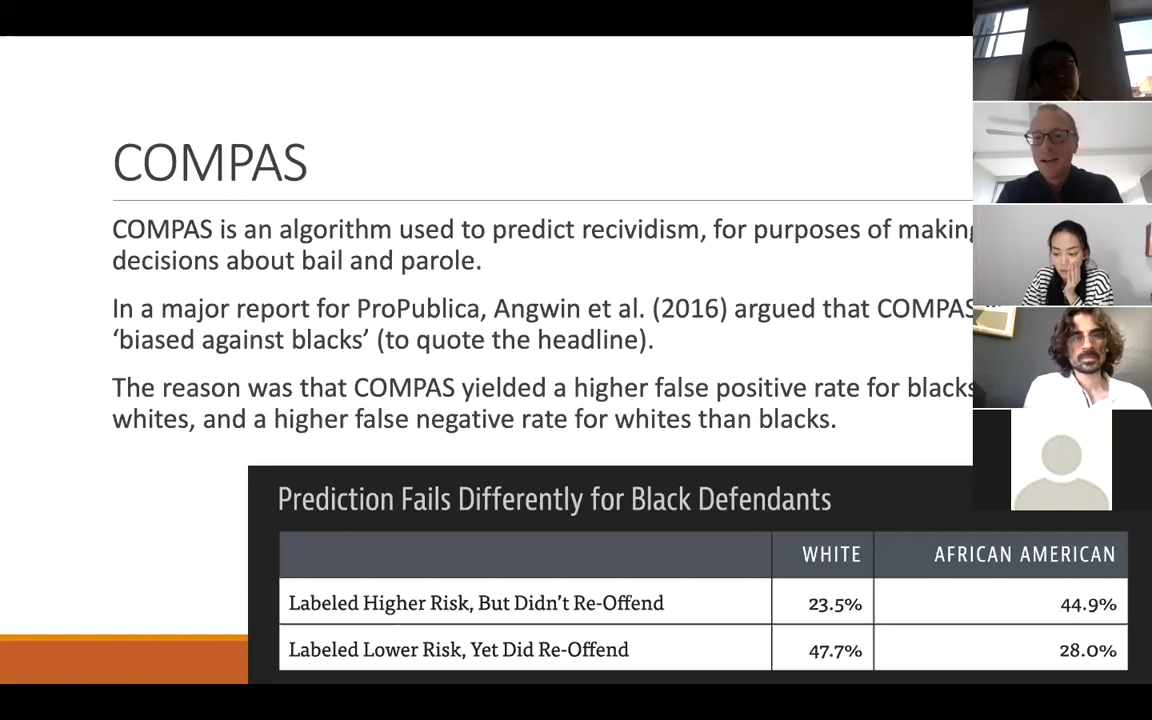 COMPAS
COMPAS is an algorithm used to predict recividism, for purposes of making
decisions about bail and parole.
In a major report for ProPublica, Angwin et al. (2016) argued that COMPAS
‘biased against blacks’ (to quote the headline).
The reason was that COMPAS yielded a higher false positive rate for blacks
whites, and a higher false negative rate for whites than blacks.
Prediction Fails Differently for Black Defendants
WHITE AFRICAN AMERICAN
Labeled Higher Risk, But Didn’t Re-Offend 23.5% 44.9%
Labeled Lower Risk, Yet Did Re-Offend 47.7% 28.0%